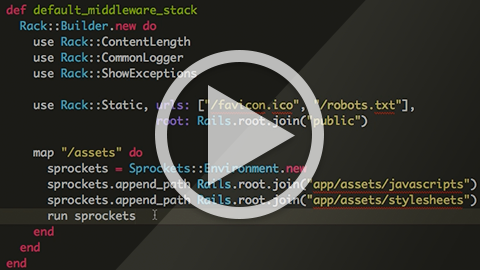 def default_middleware_stack
Rack::Builder.new do
use Rack::ContentLength
use Rack::CommonLogger
use Rack::ShowExceptions
use Rack::Static, urls: ["/favicon.ico", "/robots.txt"],
root: Rails.root.join("public")
map "/assets" do
sprockets = Sprockets::Environment.new
sprockets.append_path Rails.root.join("app/assets/javascripts")
sprockets.append_path Rails.root.join("app/assets/stylesheets")
run sprockets
end
end
end